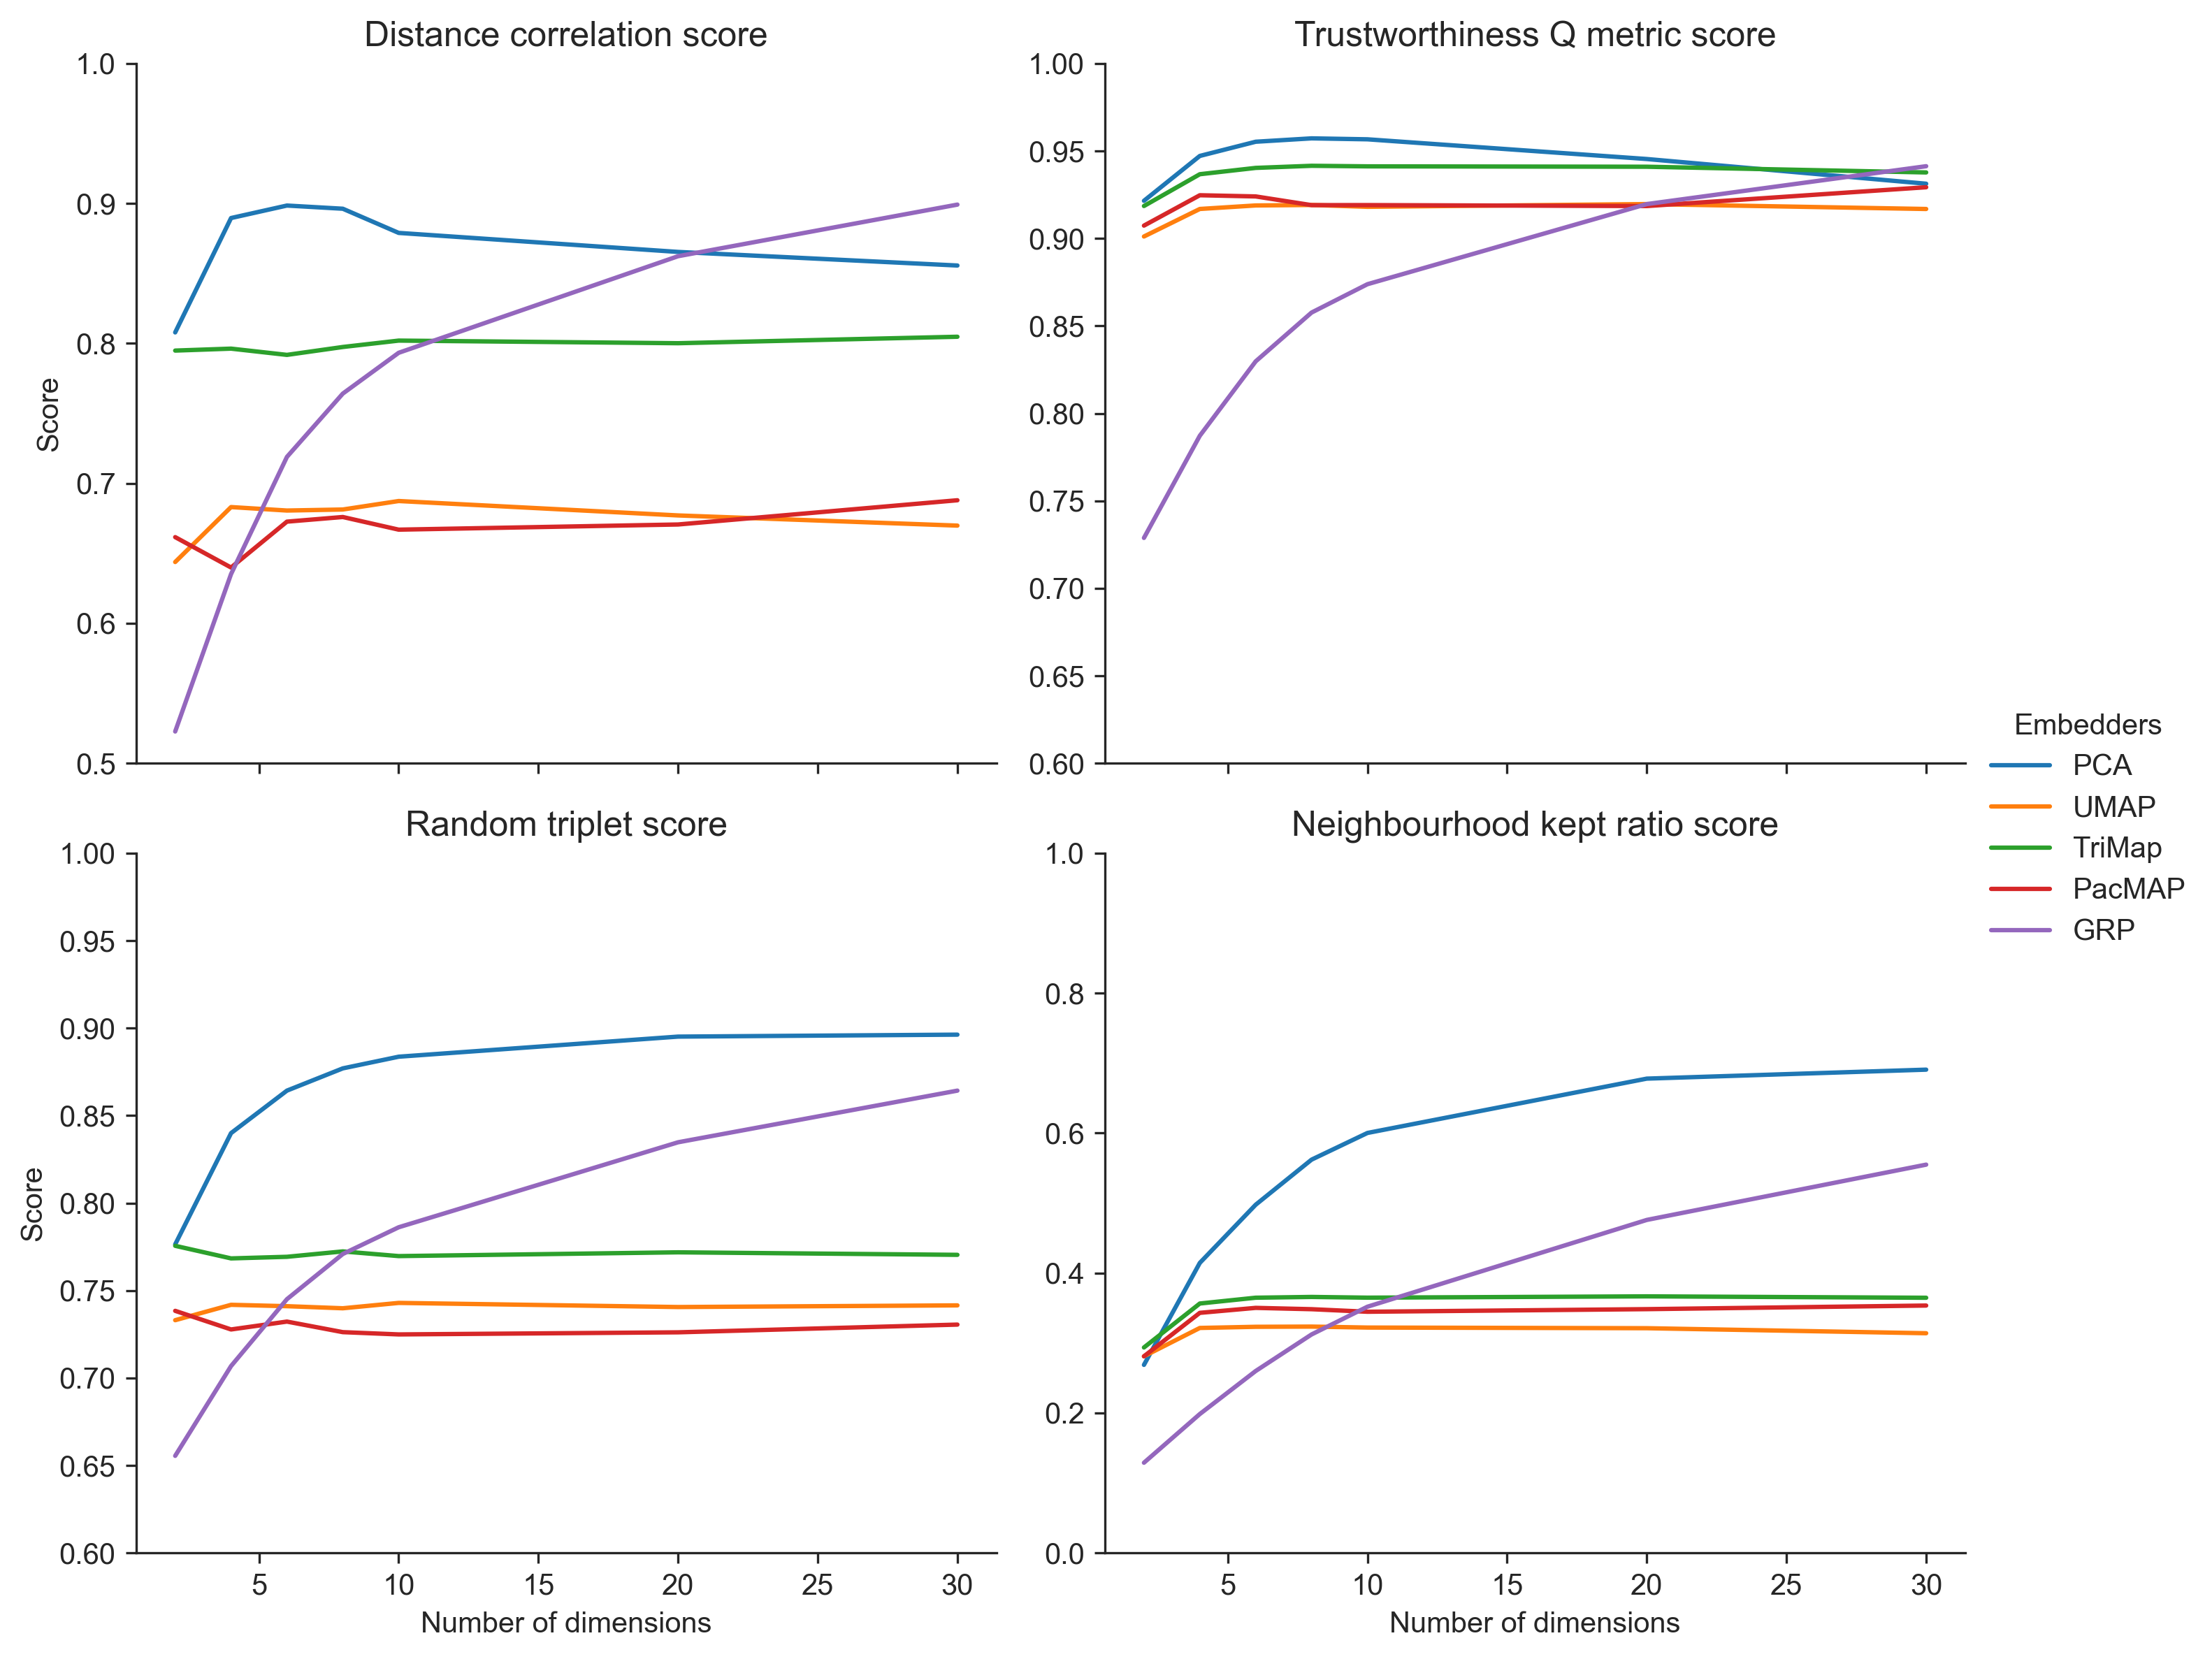 Distance correlation score
1.0
0.9
0.8
0.7
0.6
0.5
Score
Trustworthiness Q metric score
1.00
0.95
0.90
0.85
0.80
0.75
0.70
0.65
0.60
Random triplet score
1.00
0.95
0.90
0.85
0.80
0.75
0.70
0.65
0.60
Score
5 10 15 20 25 30
Number of dimensions
Neighbourhood kept ratio score
1.0
0.8
0.6
0.4
0.2
0.0
5 10 15 20 25 30
Number of dimensions
Embedders
PCA
UMAP
TriMap
PacMAP
GRP